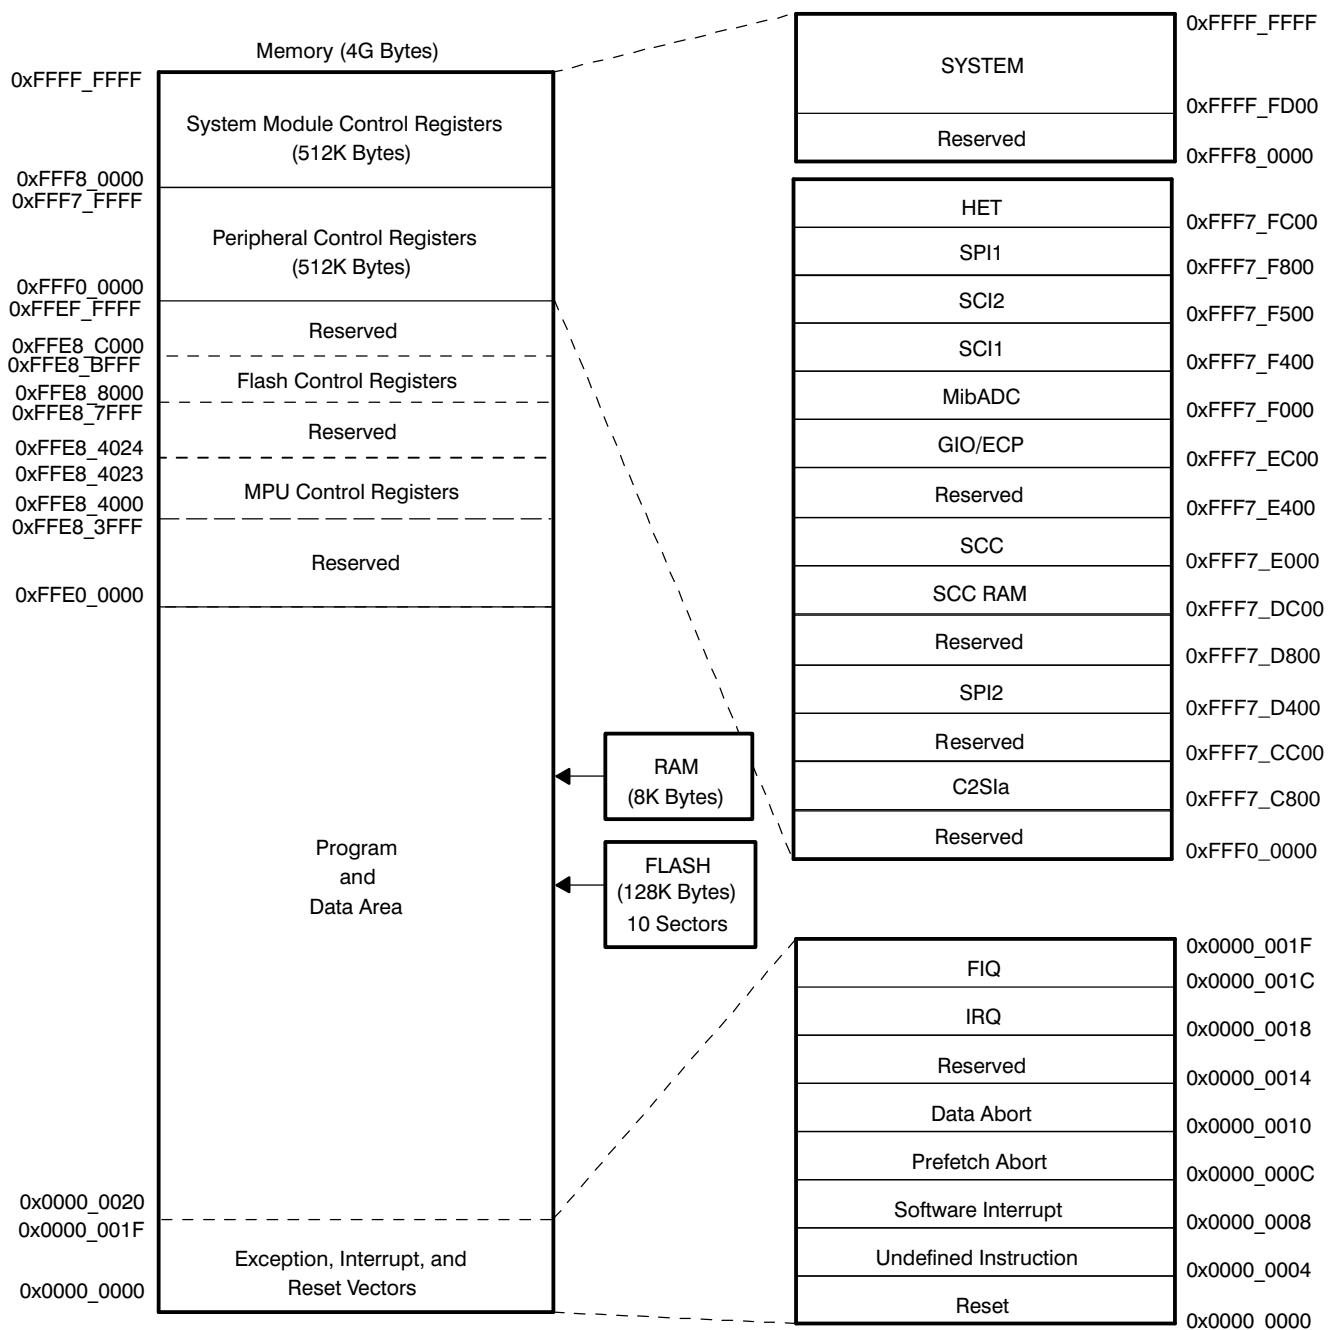 Memory (4G Bytes)
0xFFFF_FFFF
System Module Control Registers
(512K Bytes)
0xFFF8_0000
0xFFF7_FFFF
Peripheral Control Registers
(512K Bytes)
0xFFF0_0000
0xFFEF_FFFF
Reserved
0xFFE8_C000
0xFFE8_BFFF
Flash Control Registers
0xFFE8_8000
0xFFE8_7FFF
Reserved
0xFFE8_4024
0xFFE8_4023
MPU Control Registers
0xFFE8_4000
0xFFE8_3FFF
Reserved
0xFFE0_0000
Program
and
Data Area
0x0000_0020
0x0000_001F
Exception, Interrupt, and
Reset Vectors
0x0000_0000
RAM
(8K Bytes)
FLASH
(128K Bytes)
10 Sectors
0xFFFF_FFFF
SYSTEM
0xFFFF_FD00
Reserved
0xFFF8_0000
HET
0xFFF7_FC00
SPI1
0xFFF7_F800
SCI2
0xFFF7_F500
SCI1
0xFFF7_F400
MibADC
0xFFF7_F000
GIO/ECP
0xFFF7_EC00
Reserved
0xFFF7_E400
SCC
0xFFF7_E000
SCC RAM
0xFFF7_DC00
Reserved
0xFFF7_D800
SPI2
0xFFF7_D400
Reserved
0xFFF7_CC00
C2SIa
0xFFF7_C800
Reserved
0xFFF0_0000
0x0000_001F
FIQ
0x0000_001C
IRQ
0x0000_0018
Reserved
0x0000_0014
Data Abort
0x0000_0010
Prefetch Abort
0x0000_000C
Software Interrupt
0x0000_0008
Undefined Instruction
0x0000_0004
Reset
0x0000_0000